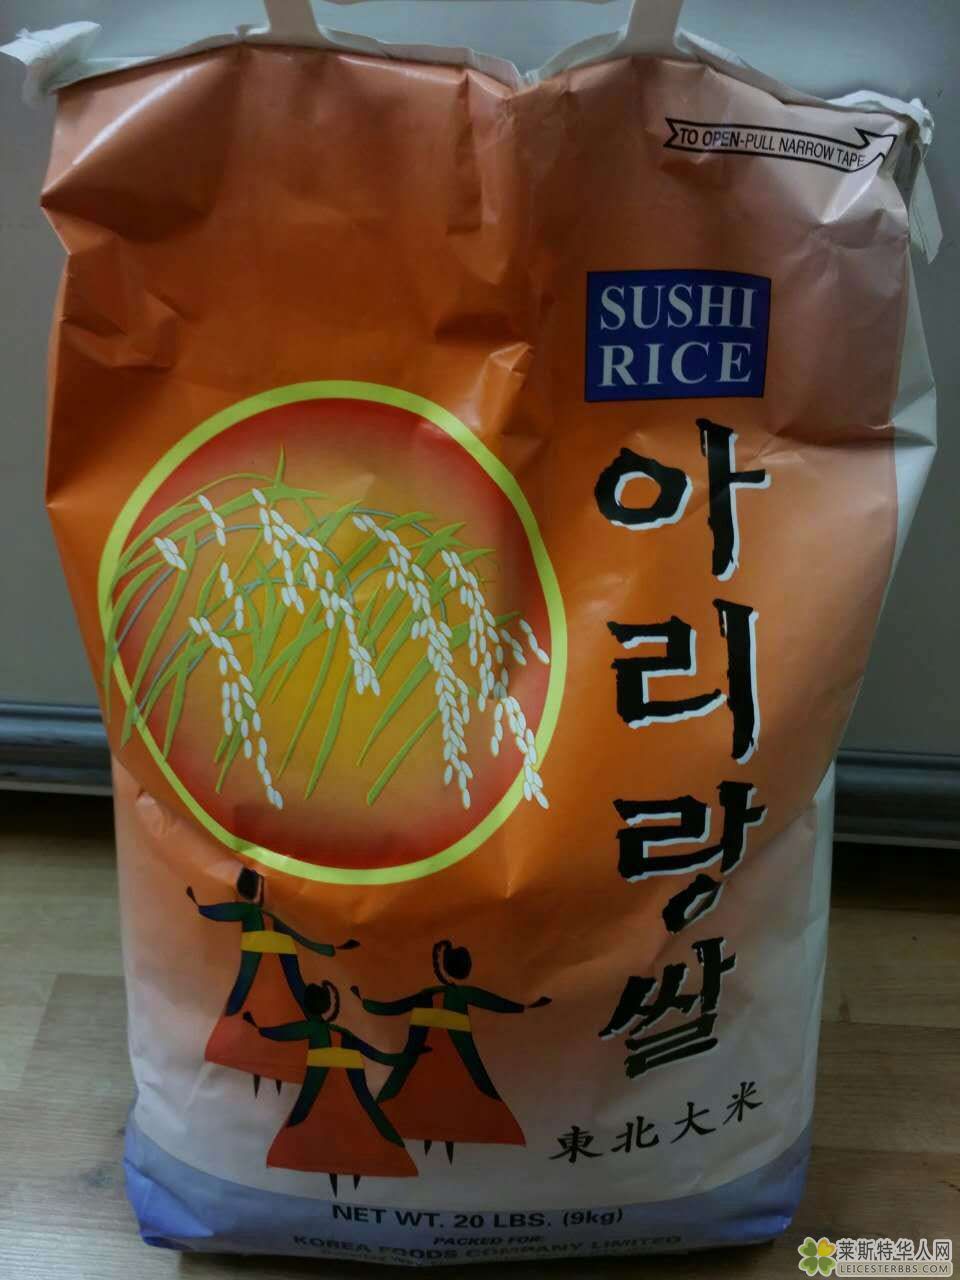 TO OPEN-PULL NARROW TAPE
SUSHI
RICE
아리랑쌀
東北大米
NET WT. 20 LBS. (9kg)
PACKED FOR:
KOREA FOODS COMPANY LIMITED
莱斯特华人网
LEICESTERBBS.COM